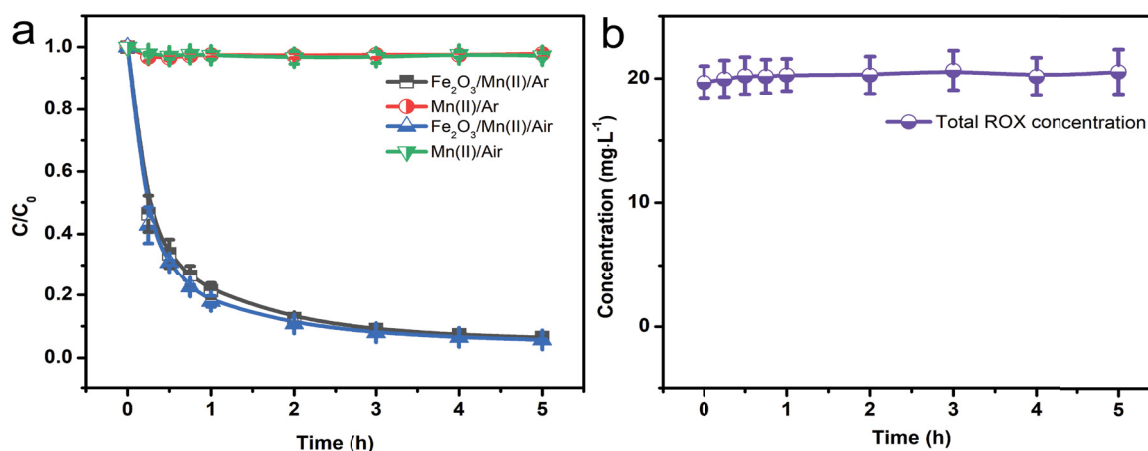 a
1.0
0.8
0.6
0.4
0.2
0.0
C/C₀
0
1
2
3
4
5
Time (h)
Fe₂O₃/Mn(II)/Ar
Mn(II)/Ar
Fe₂O₃/Mn(II)/Air
Mn(II)/Air
b
20
10
0
Concentration (mg·L⁻¹)
0
1
2
3
4
5
Time (h)
Total ROX concentration